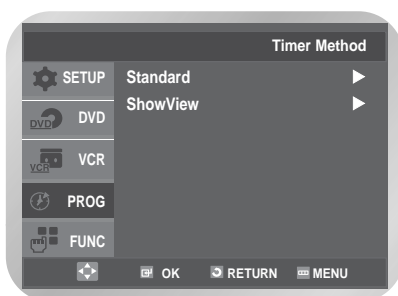 Timer Method
SETUP
Standard
ShowView
DVD
DVD
VCR
VCR
PROG
FUNC
OK
RETURN
MENU